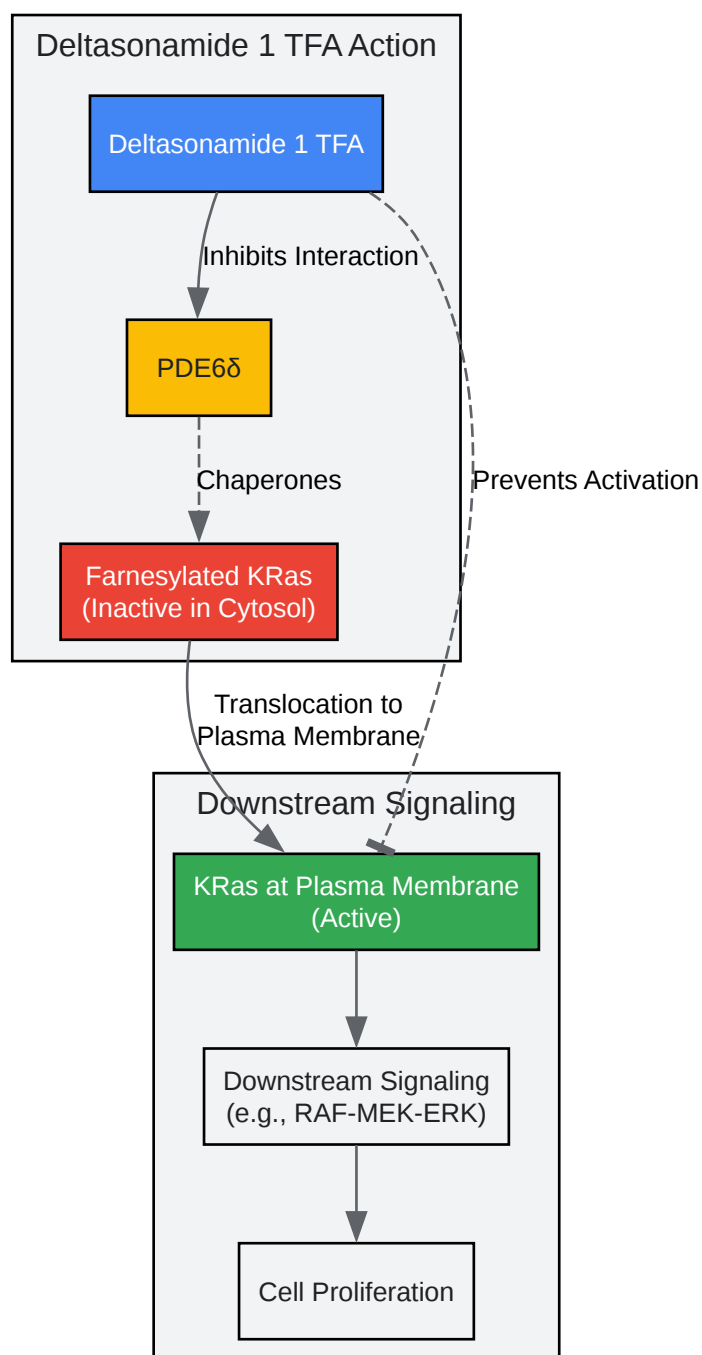 Deltasonamide 1 TFA Action
Deltasonamide 1 TFA
Inhibits Interaction
PDE6δ
Chaperones
Prevents Activation
Farnesylated KRas
(Inactive in Cytosol)
Translocation to
Plasma Membrane
Downstream Signaling
KRas at Plasma Membrane
(Active)
Downstream Signaling
(e.g., RAF-MEK-ERK)
Cell Proliferation